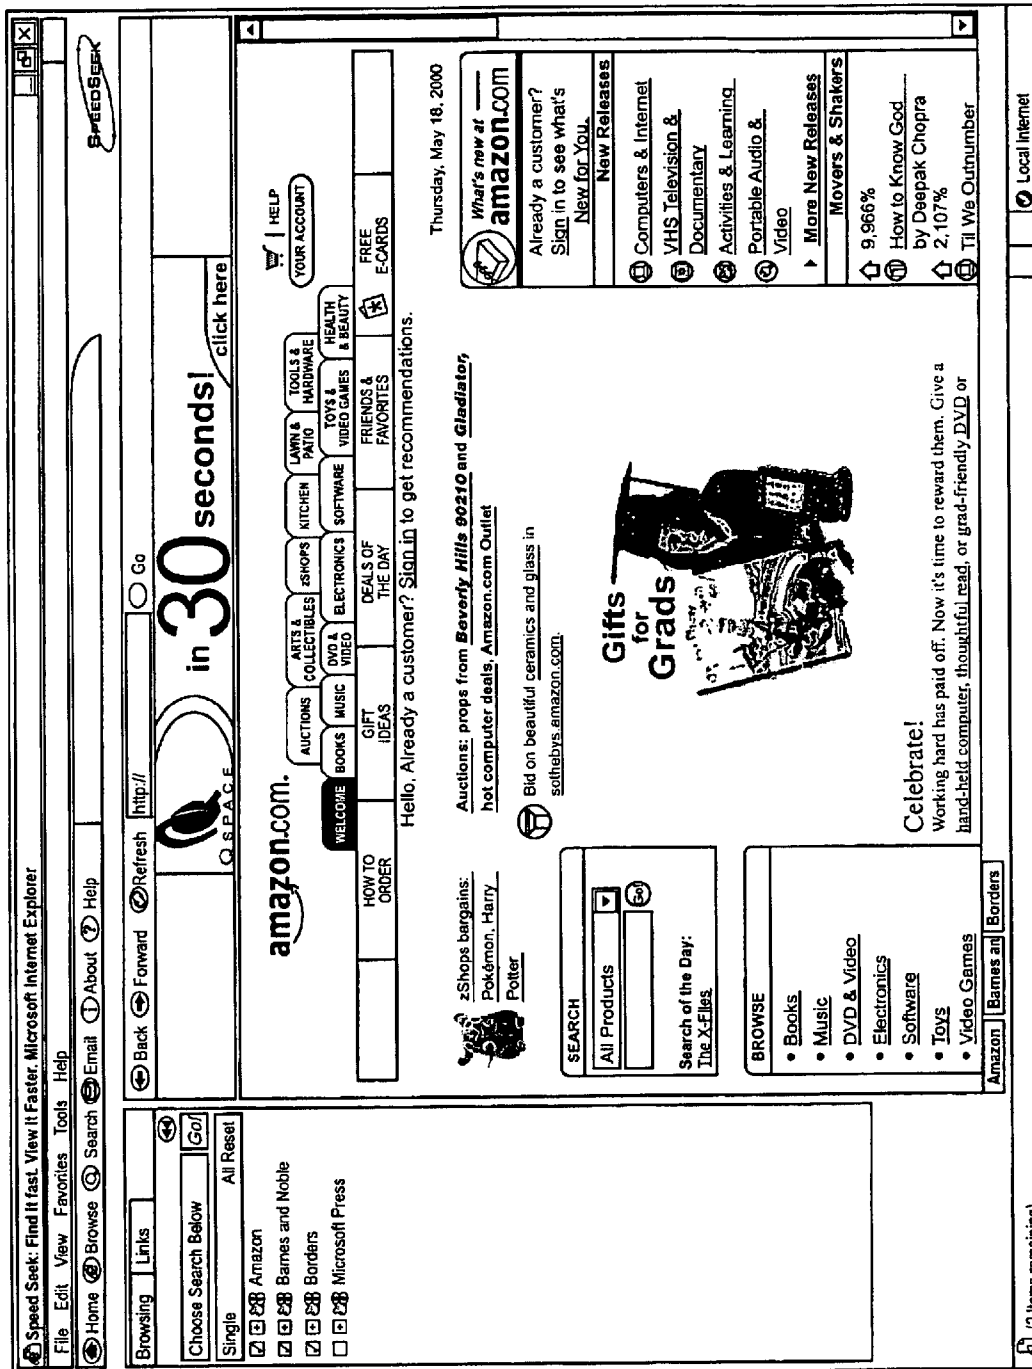 Speed Seek: Find It fast. View It Faster. Microsoft Internet Explorer
File Edit View Favorites Tools Help
Home Browse Search Email About Help
SPEEDSEEK
Browsing Links
Back Forward Refresh http:// Go
Choose Search Below Go!
Single All Reset
Amazon
Barnes and Noble
Borders
Microsoft Press
QSPACE
in 30 seconds!
click here
amazon.com.
HELP
YOUR ACCOUNT
AUCTIONS
ARTS &
COLLECTIBLES
zSHOPS
KITCHEN
LAWN &
PATIO
TOOLS &
HARDWARE
WELCOME
BOOKS
MUSIC
DVD &
VIDEO
ELECTRONICS
SOFTWARE
TOYS &
VIDEO GAMES
HEALTH
& BEAUTY
HOW TO
ORDER
GIFT
IDEAS
DEALS OF
THE DAY
FRIENDS &
FAVORITES
FREE
E-CARDS
Hello, Already a customer? Sign in to get recommendations.
Thursday, May 18, 2000
zShops bargains:
Pokémon, Harry
Potter
Auctions: props from Beverly Hills 90210 and Gladiator,
hot computer deals, Amazon.com Outlet
Bid on beautiful ceramics and glass in
sothebys.amazon.com.
SEARCH
All Products
Go!
Search of the Day:
The X-Files
BROWSE
• Books
• Music
• DVD & Video
• Electronics
• Software
• Toys
• Video Games
Gifts
for
Grads
Celebrate!
Working hard has paid off. Now it's time to reward them. Give a
hand-held computer, thoughtful read, or grad-friendly DVD or
What's new at
amazon.com
Already a customer?
Sign in to see what's
New for You.
New Releases
Computers & Internet
VHS Television &
Documentary
Activities & Learning
Portable Audio &
Video
More New Releases
Movers & Shakers
9,966%
How to Know God
by Deepak Chopra
2,107%
Til We Outnumber
Amazon Barnes an Borders
(2 items remaining)
Local Internet